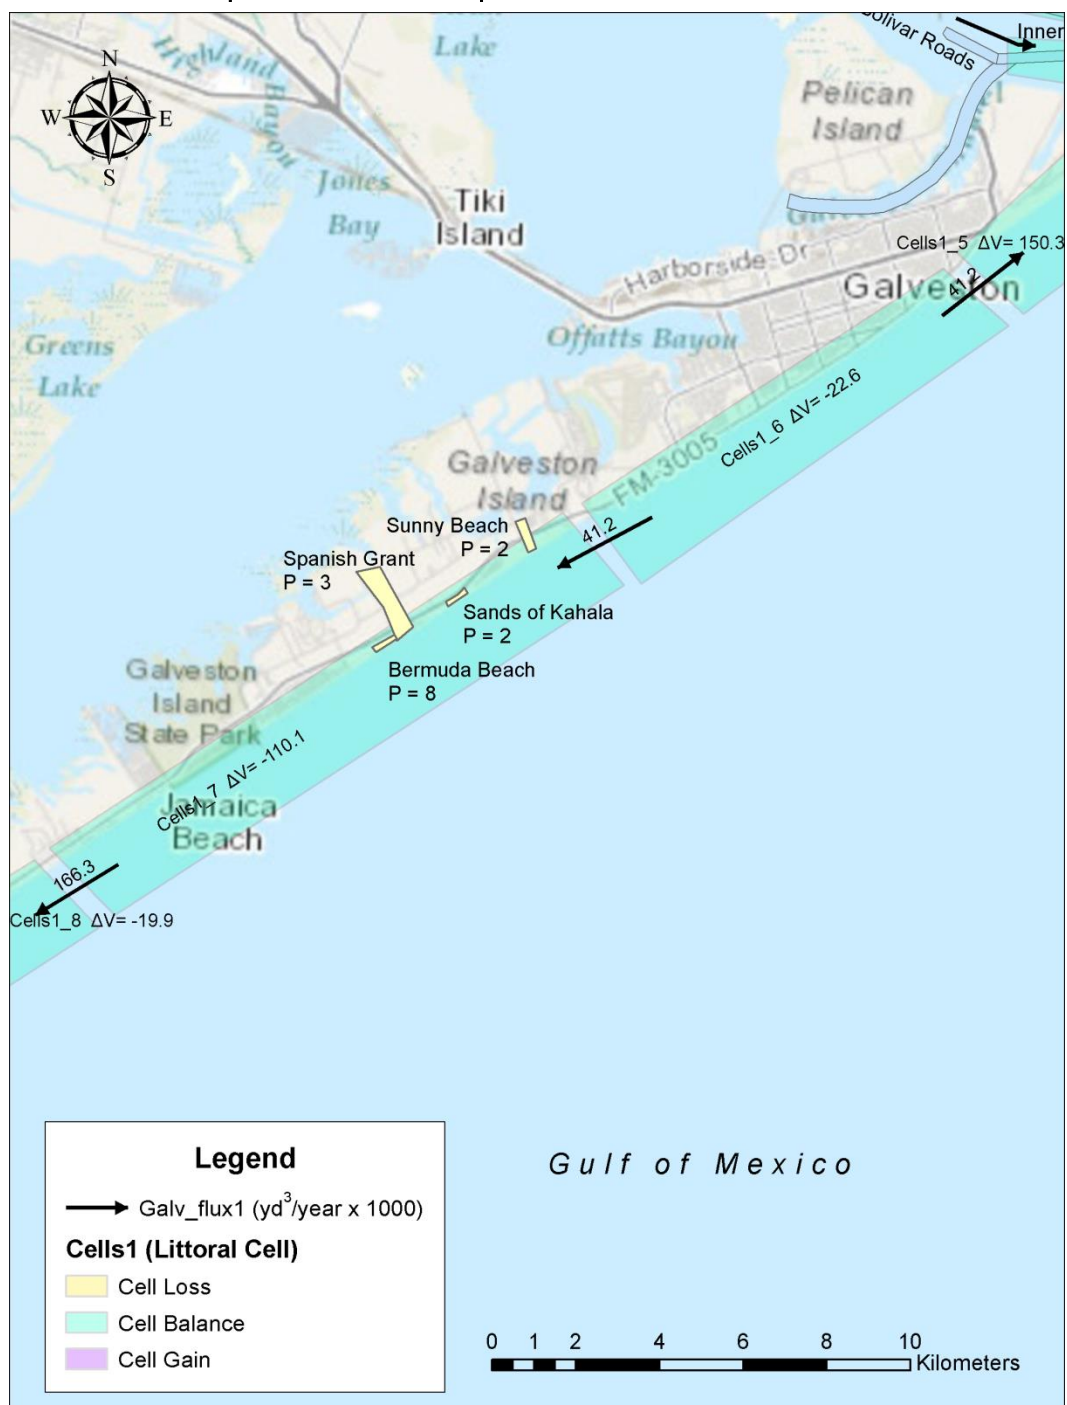 Bolivar Roads
Inner
Lake
Highland
Bayou
N
W E
S
Pelican
Island
Jones
Bay
Tiki
Island
Cells1_5 ΔV= 150.3
Harborside Dr
41.2
Galveston
Offatts Bayou
Greens
Lake
Cells1_6 ΔV= -22.6
FM-3005
Galveston
Island
Sunny Beach
P = 2
41.2
Spanish Grant
P = 3
Sands of Kahala
P = 2
Bermuda Beach
P = 8
Galveston
Island
State Park
Cells1_7 ΔV= -110.1
Jamaica
Beach
166.3
Cells1_8 ΔV= -19.9
Gulf of Mexico
Legend
Galv_flux1 (yd³/year x 1000)
Cells1 (Littoral Cell)
Cell Loss
Cell Balance
Cell Gain
0 1 2 4 6 8 10
Kilometers